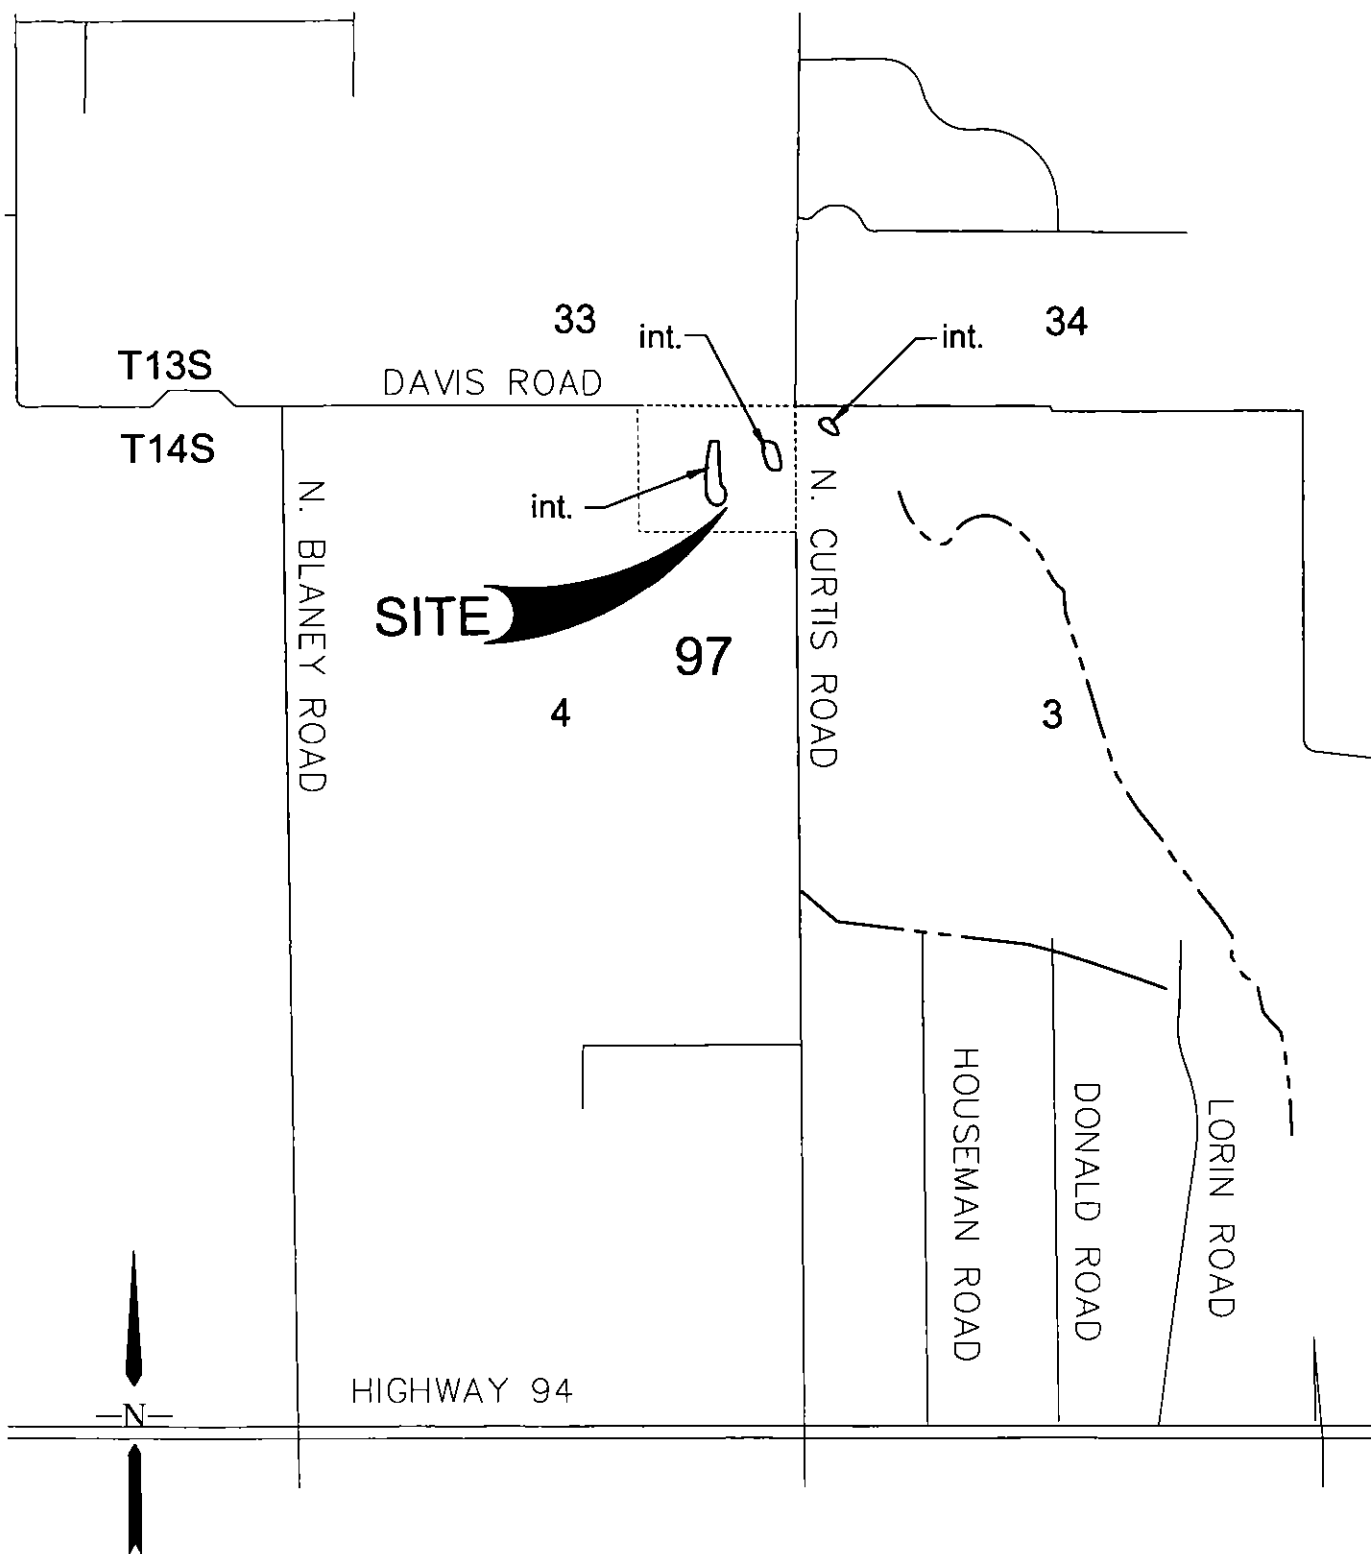 33
34
int.
int.
T13S
DAVIS ROAD
T14S
int.
N. BLANEY ROAD
N. CURTIS ROAD
SITE
97
4
3
HOUSEMAN ROAD
DONALD ROAD
LORIN ROAD
HIGHWAY 94
N